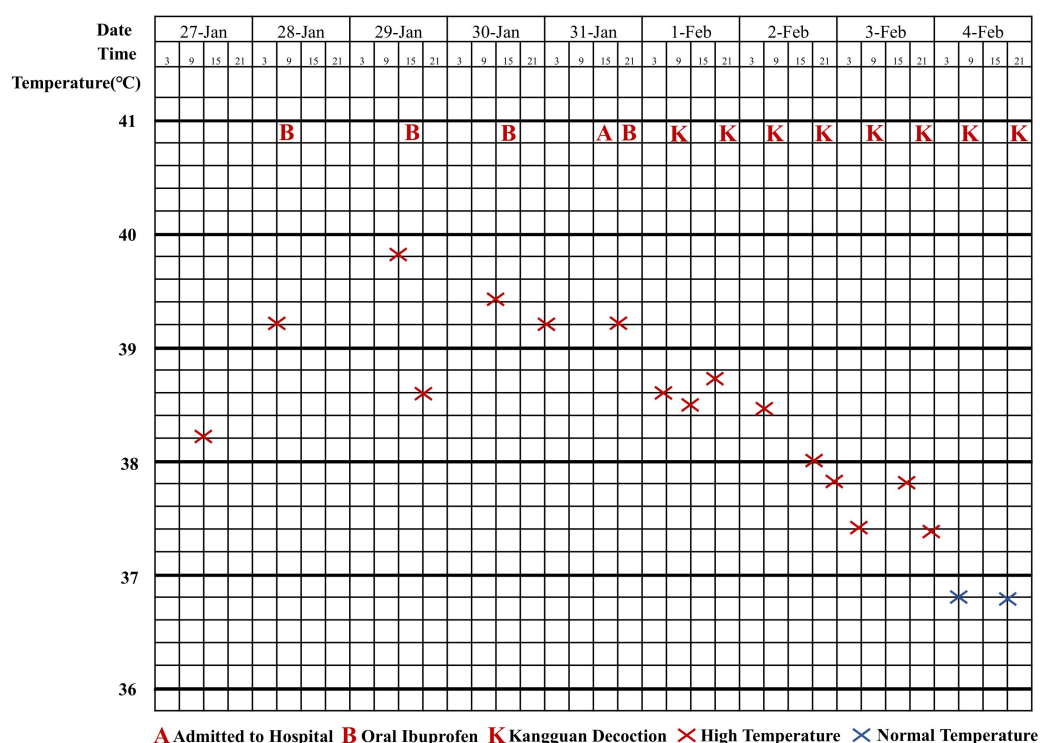 Date 27-Jan 28-Jan 29-Jan 30-Jan 31-Jan 1-Feb 2-Feb 3-Feb 4-Feb
Time 3 9 15 21 3 9 15 21 3 9 15 21 3 9 15 21 3 9 15 21 3 9 15 21 3 9 15 21 3 9 15 21 3 9 15 21
Temperature(°C)
41
B B B A B K K K K K K K K
40
39
38
37
36
A Admitted to Hospital B Oral Ibuprofen K Kangguan Decoction High Temperature Normal Temperature